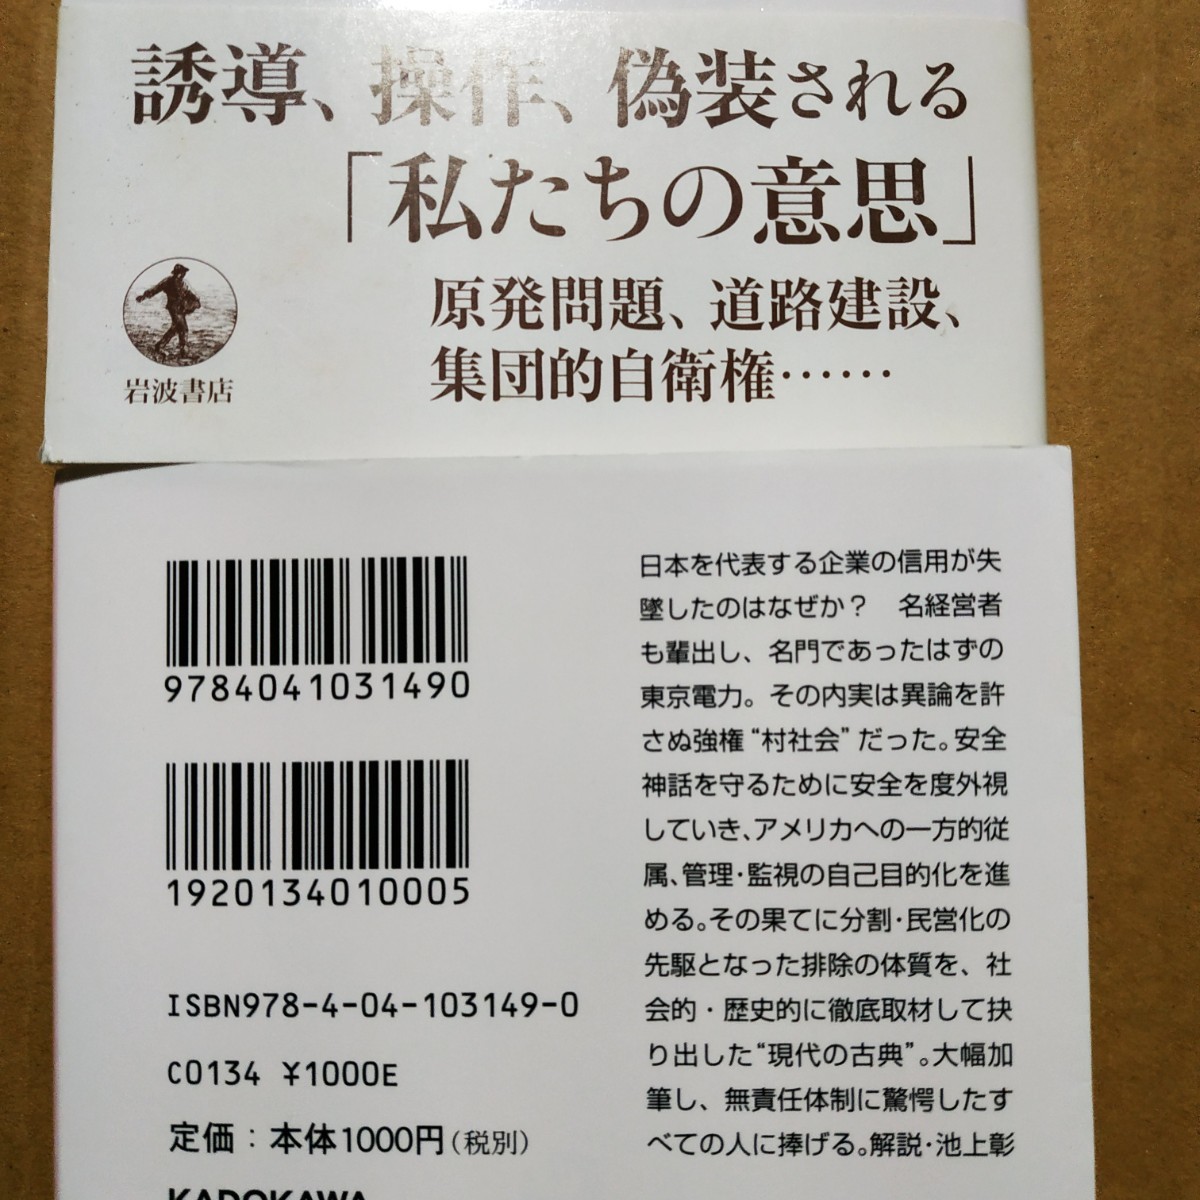 誘導、操作、偽装される
「私たちの意思」
原発問題、道路建設、
集団的自衛権……
岩波書店
9784041031490
1920134010005
ISBN978-4-04-103149-0
C0134 ¥1000E
定価：本体1000円(税別)
KADOKAWA
日本を代表する企業の信用が失
墜したのはなぜか？　名経営者
も輩出し、名門であったはずの
東京電力。その内実は異論を許
さぬ強権“村社会”だった。安全
神話を守るために安全を度外視
していき、アメリカへの一方的従
属、管理・監視の自己目的化を進
める。その果てに分割・民営化の
先駆となった排除の体質を、社
会的・歴史的に徹底取材して抉
り出した“現代の古典”。大幅加
筆し、無責任体制に驚愕したす
べての人に捧げる。解説・池上彰